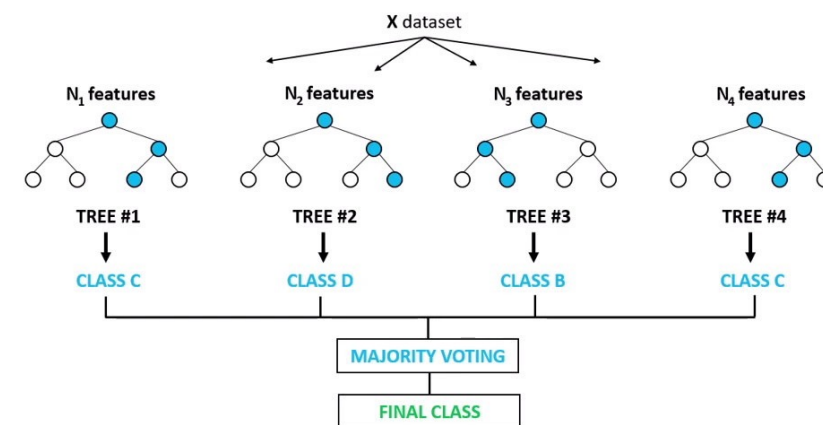 X dataset
N₁ features N₂ features N₃ features N₄ features
TREE #1 TREE #2 TREE #3 TREE #4
CLASS C CLASS D CLASS B CLASS C
MAJORITY VOTING
FINAL CLASS